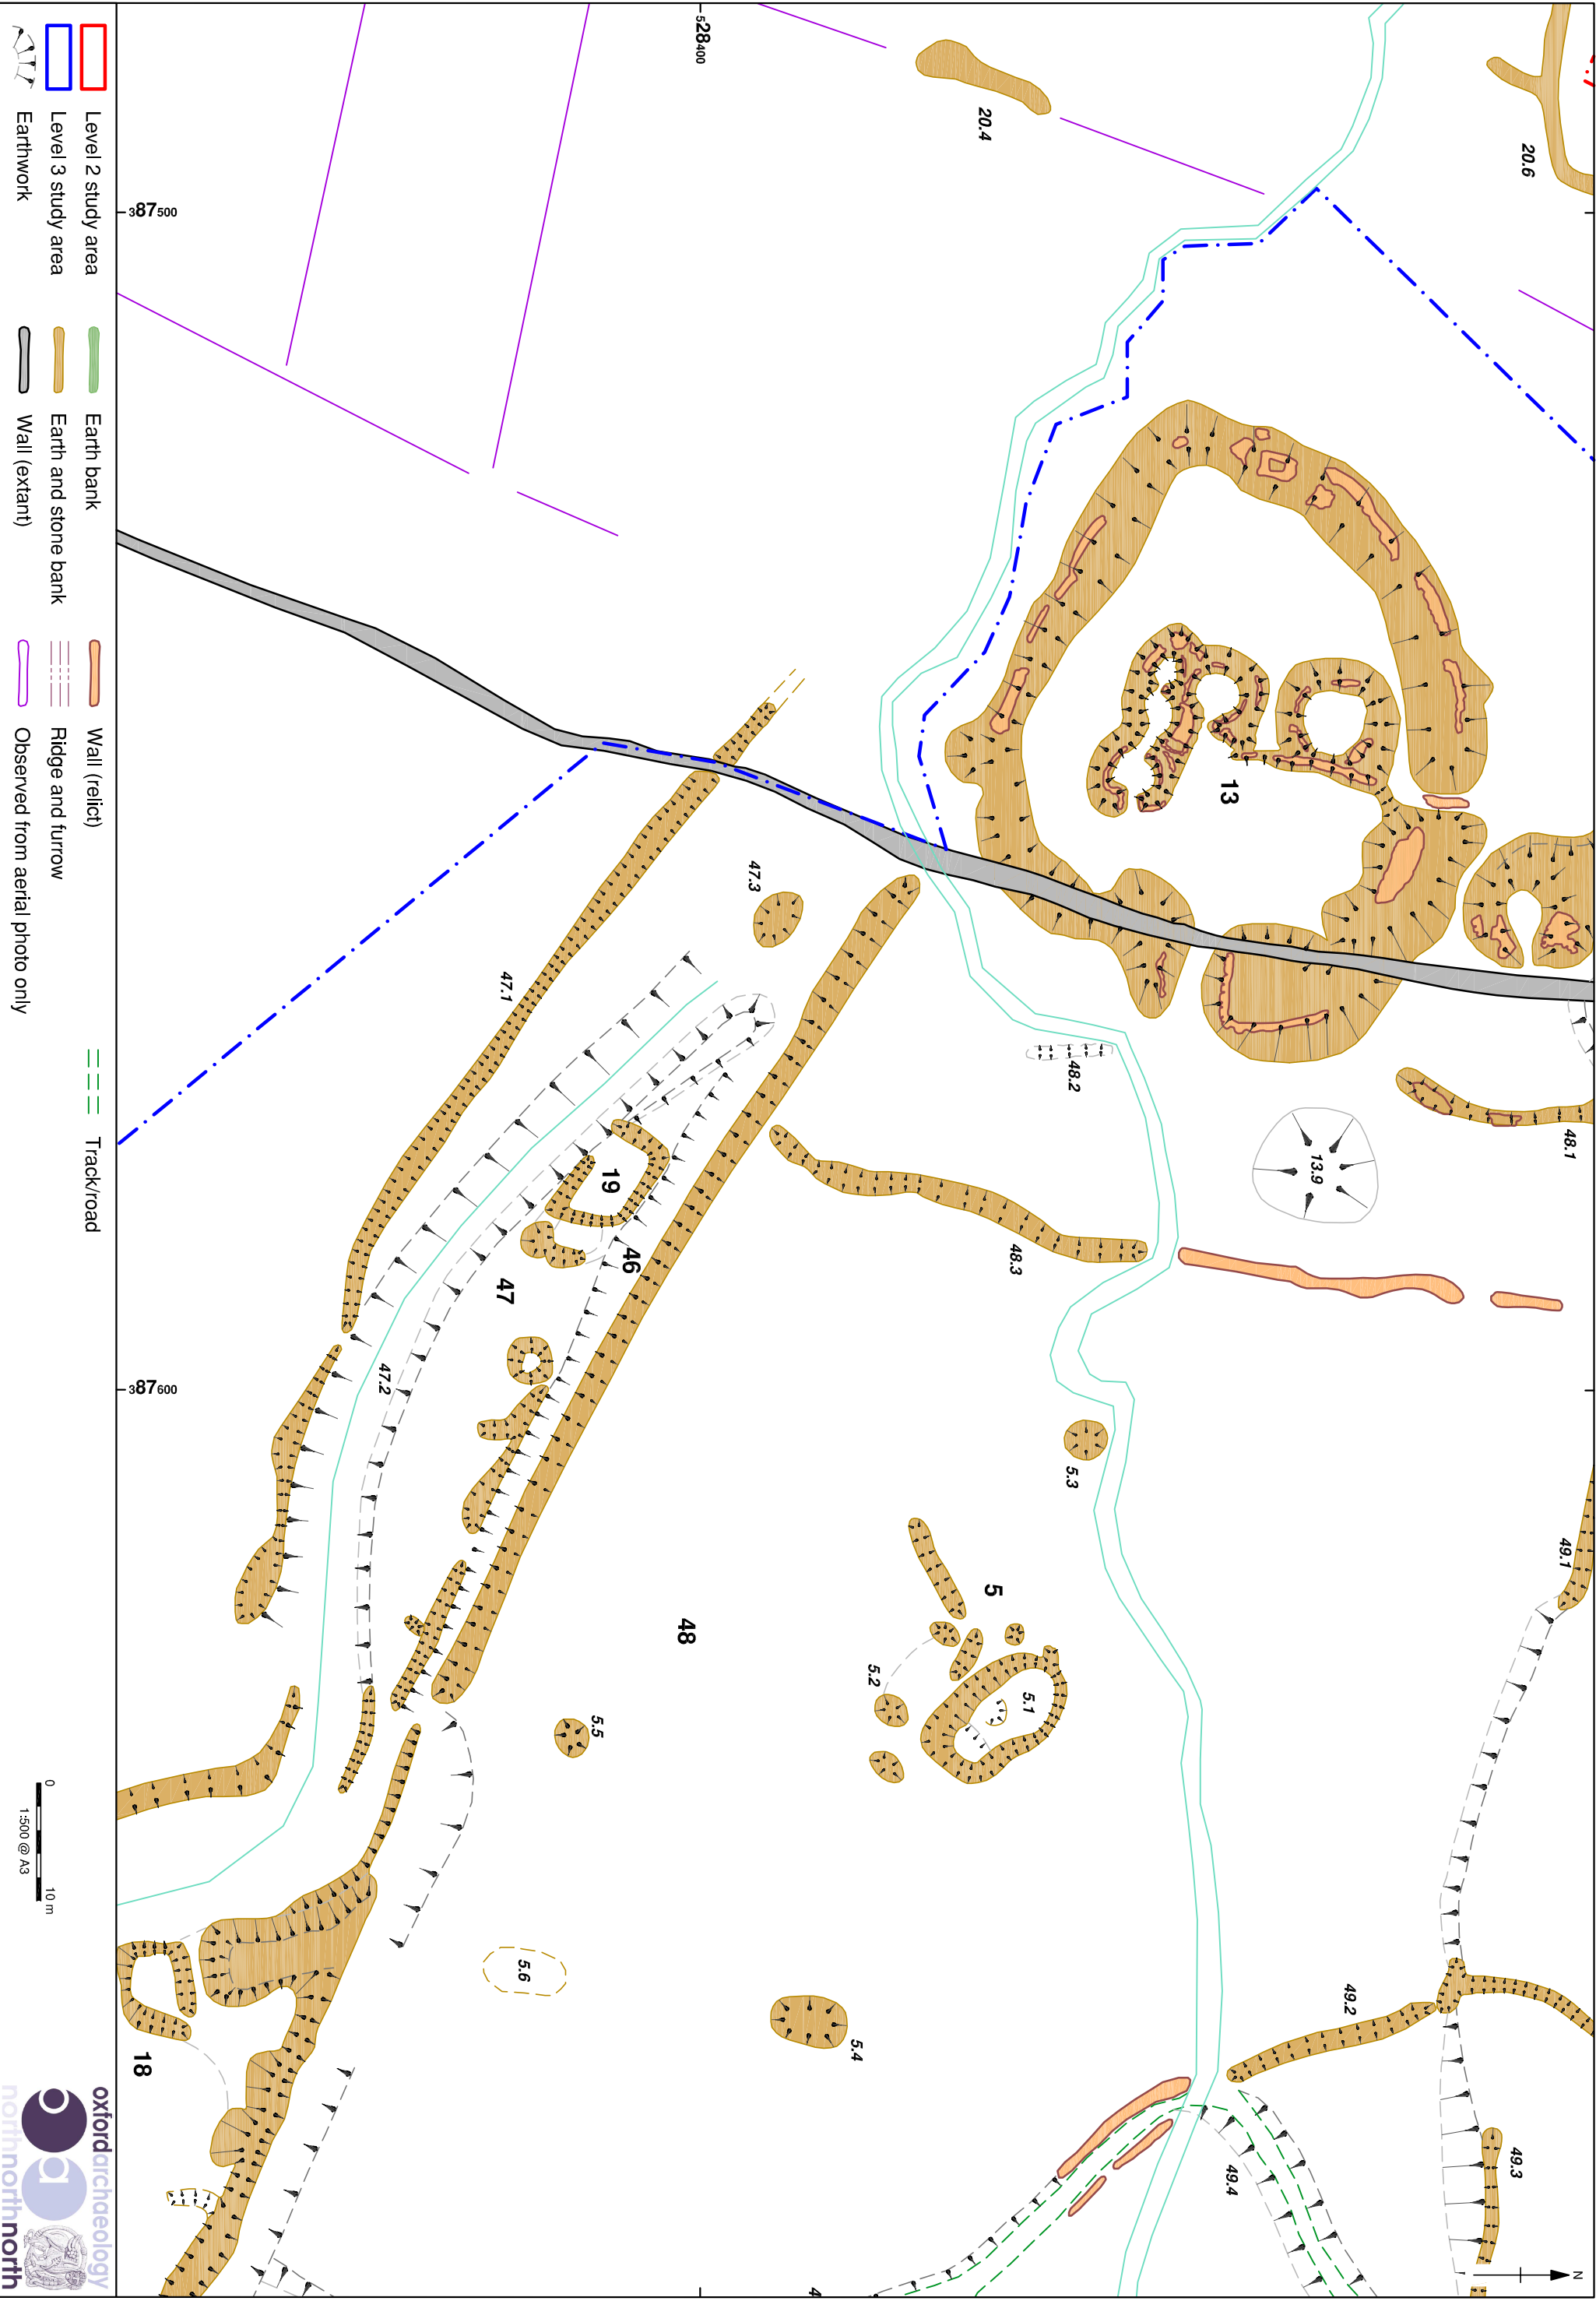 528400
387500
387600
20.4
20.6
13
13.9
47.3
47.1
48.2
48.1
48.3
19
46
47
47.2
48
5
5.1
5.2
5.3
5.4
5.5
5.6
49.1
49.2
49.3
49.4
18
4
N
Level 2 study area
Level 3 study area
Earthwork
Earth bank
Earth and stone bank
Wall (extant)
Wall (relict)
Ridge and furrow
Observed from aerial photo only
Track/road
0 10 m
1:500 @ A3
oxfordarchaeology
oa
northnorthnorth